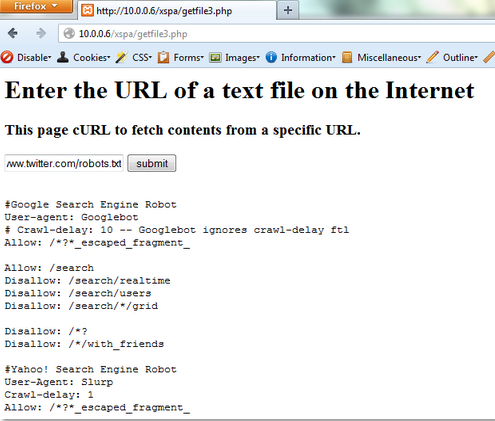 Firefox
http://10.0.0.6/xspa/getfile3.php
10.0.0.6/xspa/getfile3.php
Disable Cookies CSS Forms Images Information Miscellaneous Outline
Enter the URL of a text file on the Internet
This page cURL to fetch contents from a specific URL.
www.twitter.com/robots.txt submit
#Google Search Engine Robot
User-agent: Googlebot
# Crawl-delay: 10 -- Googlebot ignores crawl-delay ftl
Allow: /*?*_escaped_fragment_
Allow: /search
Disallow: /search/realtime
Disallow: /search/users
Disallow: /search/*/grid
Disallow: /*?
Disallow: /*/with_friends
#Yahoo! Search Engine Robot
User-Agent: Slurp
Crawl-delay: 1
Allow: /*?*_escaped_fragment_